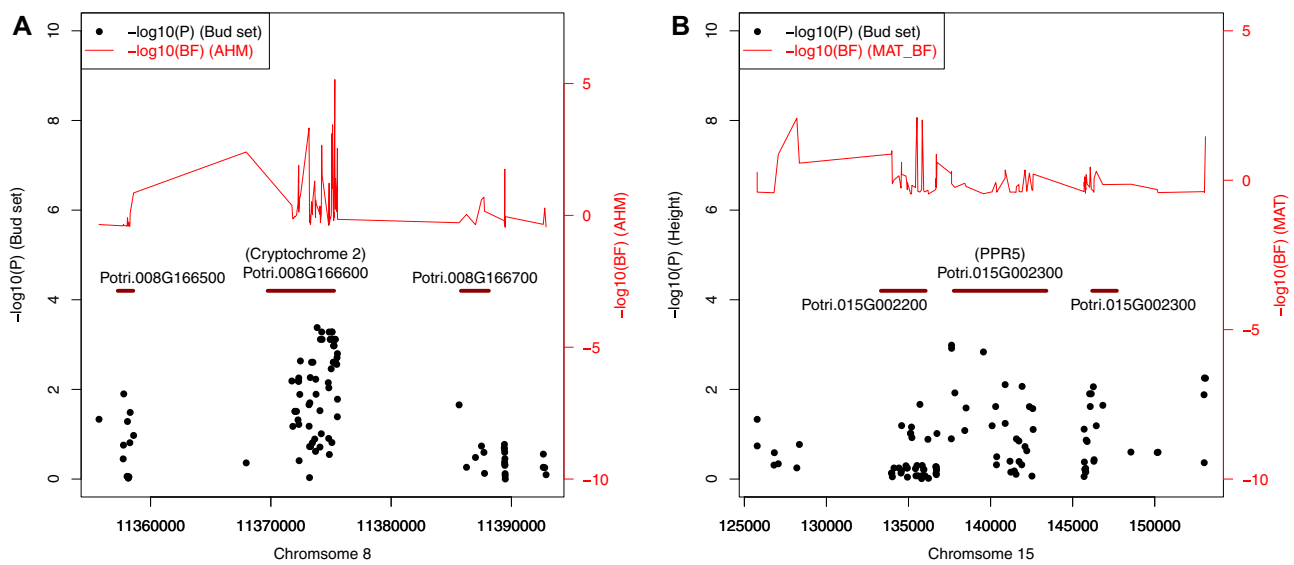 A
−log10(P) (Bud set)
−log10(BF) (AHM)
10
8
6
4
2
0
−log10(P) (Bud set)
5
0
−5
−10
−log10(BF) (AHM)
(Cryptochrome 2)
Potri.008G166500
Potri.008G166600
Potri.008G166700
11360000
11370000
11380000
11390000
Chromsome 8
B
−log10(P) (Bud set)
−log10(BF) (MAT_BF)
10
8
6
4
2
0
−log10(P) (Height)
5
0
−5
−10
−log10(BF) (MAT)
(PPR5)
Potri.015G002300
Potri.015G002200
Potri.015G002300
125000
130000
135000
140000
145000
150000
Chromsome 15